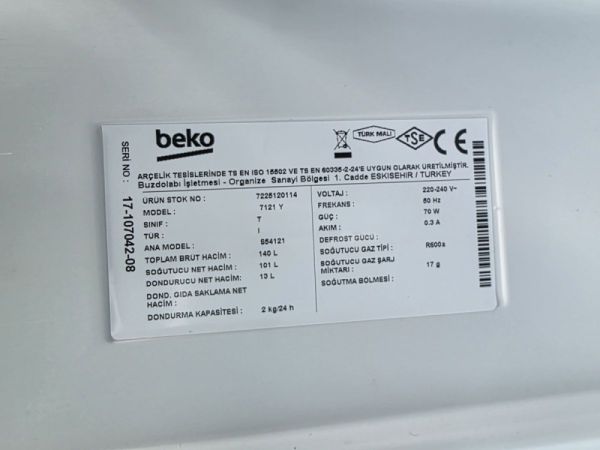 beko
TÜRK MALI
TSE
CE
ARÇELİK TESİSLERİNDE TS EN ISO 15502 VE TS EN 60335-2-24'E UYGUN OLARAK ÜRETİLMİŞTİR.
Buzdolabı İşletmesi - Organize Sanayi Bölgesi 1. Cadde ESKISEHIR / TURKEY
SERİ NO : 17-107042-08
ÜRÜN STOK NO : 7225120114
MODEL : 7121 Y
SINIF : T
TÜR : I
ANA MODEL : S54121
TOPLAM BRÜT HACİM : 140 L
SOĞUTUCU NET HACİM : 101 L
DONDURUCU NET HACİM : 13 L
DOND. GIDA SAKLAMA NET
HACİM :
DONDURMA KAPASİTESİ : 2 kg/24 h
VOLTAJ : 220-240 V~
FREKANS : 50 Hz
GÜÇ : 70 W
AKIM : 0.3 A
DEFROST GÜCÜ :
SOĞUTUCU GAZ TİPİ : R600a
SOĞUTUCU GAZ ŞARJ
MİKTARI : 17 g
SOĞUTMA BÖLMESİ :